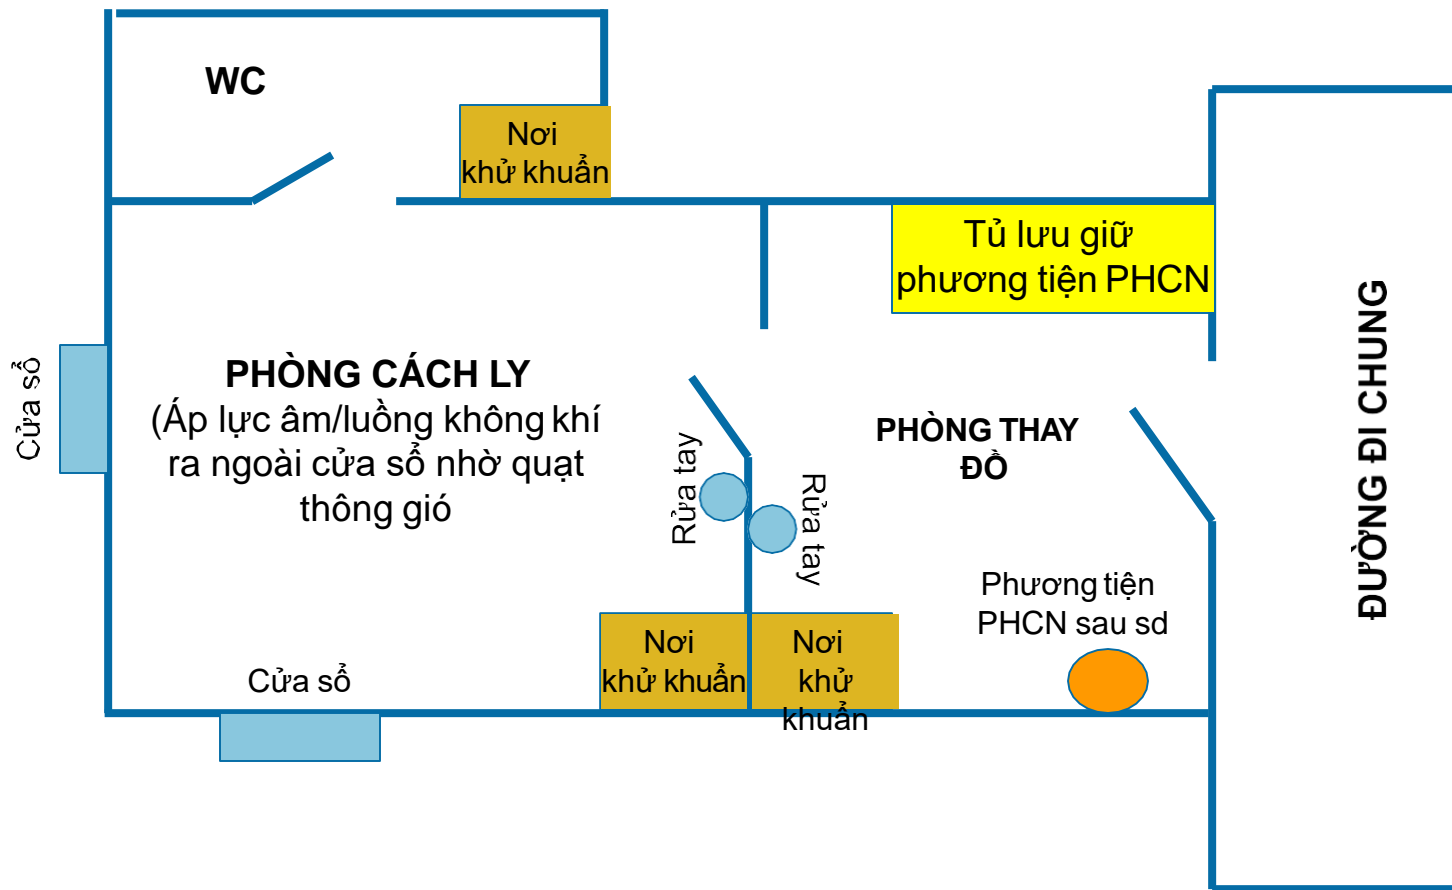 WC
Nơi
khử khuẩn
Tủ lưu giữ
phương tiện PHCN
Cửa sổ
PHÒNG CÁCH LY
(Áp lực âm/luồng không khí
ra ngoài cửa sổ nhờ quạt
thông gió
Rửa tay
Rửa tay
PHÒNG THAY
ĐỒ
ĐƯỜNG ĐI CHUNG
Phương tiện
PHCN sau sd
Cửa sổ
Nơi
khử khuẩn
Nơi
khử
khuẩn